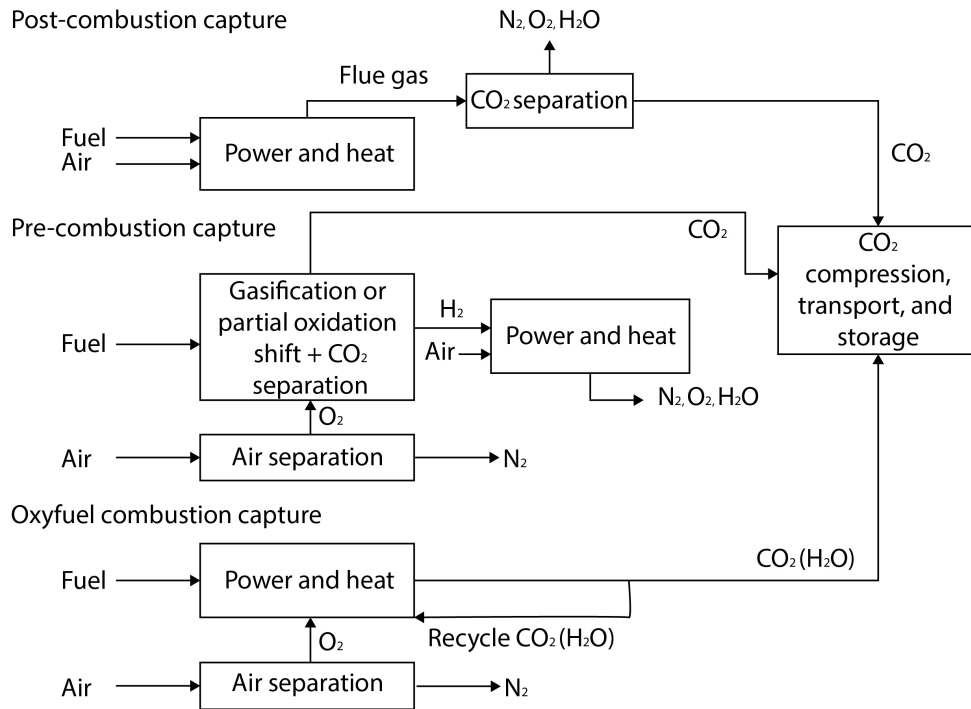 Post-combustion capture
N₂, O₂, H₂O
Flue gas
CO₂ separation
Fuel
Air
Power and heat
CO₂
Pre-combustion capture
CO₂
CO₂
compression,
transport, and
storage
Gasification or
partial oxidation
shift + CO₂
separation
Fuel
H₂
Air
Power and heat
N₂, O₂, H₂O
O₂
Air
Air separation
N₂
Oxyfuel combustion capture
Fuel
Power and heat
CO₂ (H₂O)
Recycle CO₂ (H₂O)
O₂
Air
Air separation
N₂